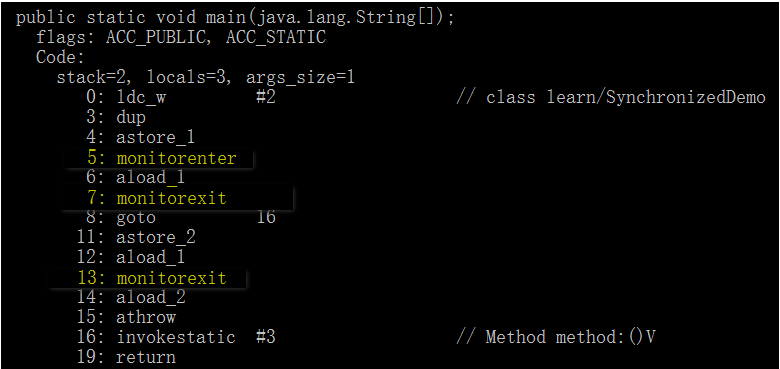 public static void main(java.lang.String[]);
flags: ACC_PUBLIC, ACC_STATIC
Code:
stack=2, locals=3, args_size=1
0: ldc_w #2 // class learn/SynchronizedDemo
3: dup
4: astore_1
5: monitorenter
6: aload_1
7: monitorexit
8: goto 16
11: astore_2
12: aload_1
13: monitorexit
14: aload_2
15: athrow
16: invokestatic #3 // Method method:()V
19: return